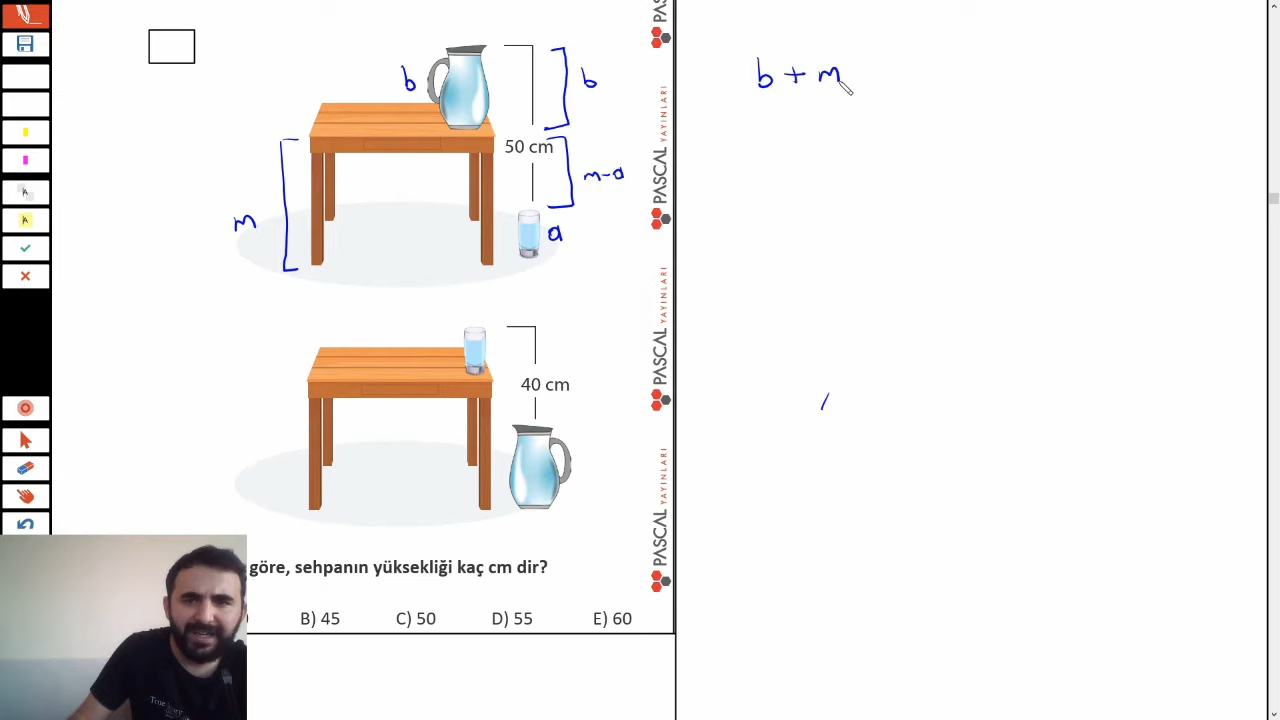 b
b
b + m
50 cm
m-a
m
a
40 cm
göre, sehpanın yüksekliği kaç cm dir?
B) 45
C) 50
D) 55
E) 60
PASCAL YAYINLARI
PASCAL YAYINLARI
PASCAL YAYINLARI
True